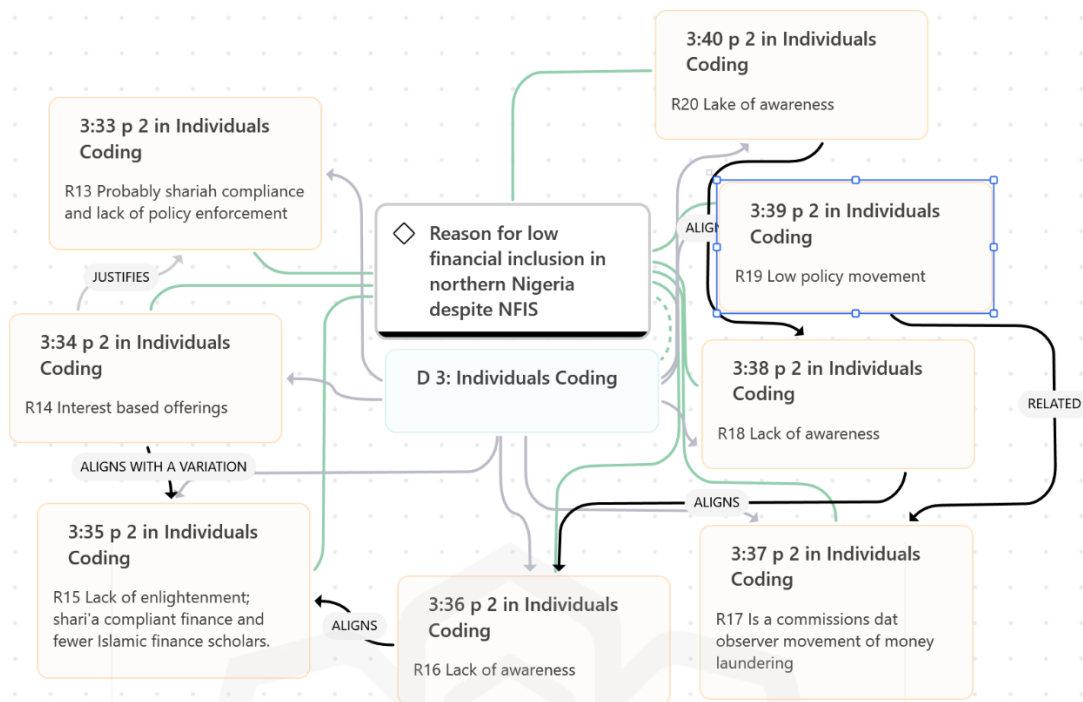 3:40 p 2 in Individuals
Coding
R20 Lake of awareness
3:33 p 2 in Individuals
Coding
R13 Probably shariah compliance
and lack of policy enforcement
Reason for low
financial inclusion in
northern Nigeria
despite NFIS
ALIGN
3:39 p 2 in Individuals
Coding
R19 Low policy movement
JUSTIFIES
3:34 p 2 in Individuals
Coding
R14 Interest based offerings
D 3: Individuals Coding
3:38 p 2 in Individuals
Coding
R18 Lack of awareness
RELATED
ALIGNS WITH A VARIATION
ALIGNS
3:35 p 2 in Individuals
Coding
R15 Lack of enlightenment;
shari'a compliant finance and
fewer Islamic finance scholars.
ALIGNS
3:36 p 2 in Individuals
Coding
R16 Lack of awareness
3:37 p 2 in Individuals
Coding
R17 Is a commissions dat
observer movement of money
laundering